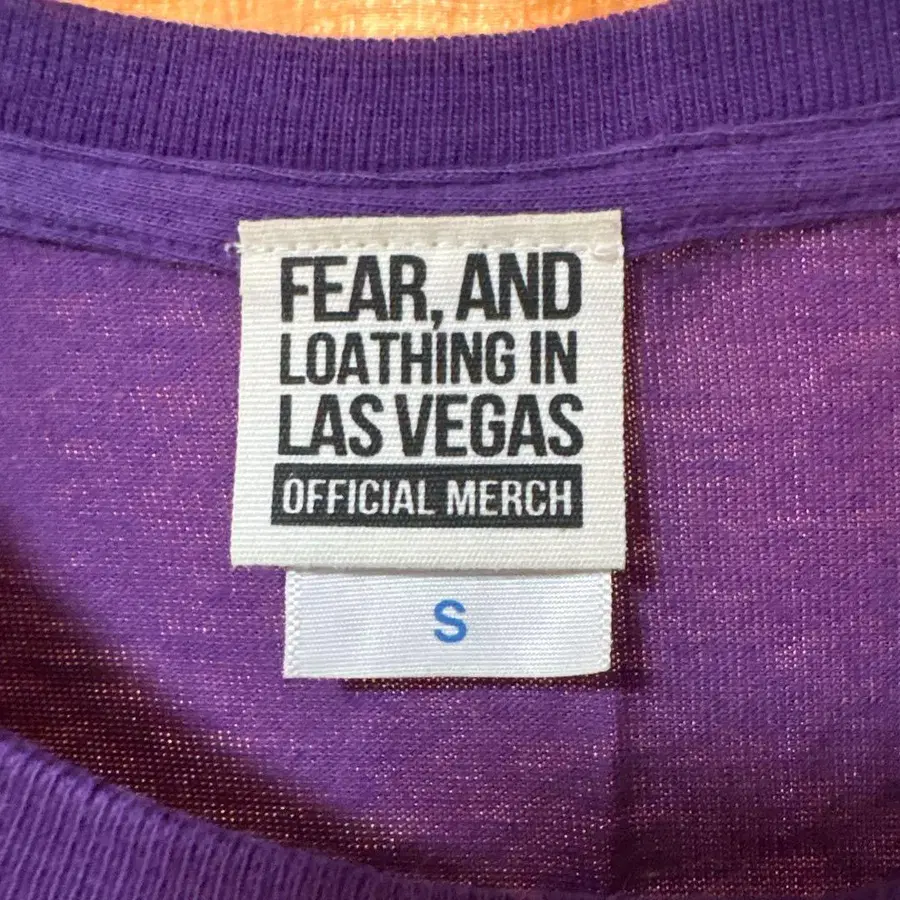 FEAR, AND
LOATHING IN
LAS VEGAS
OFFICIAL MERCH
S